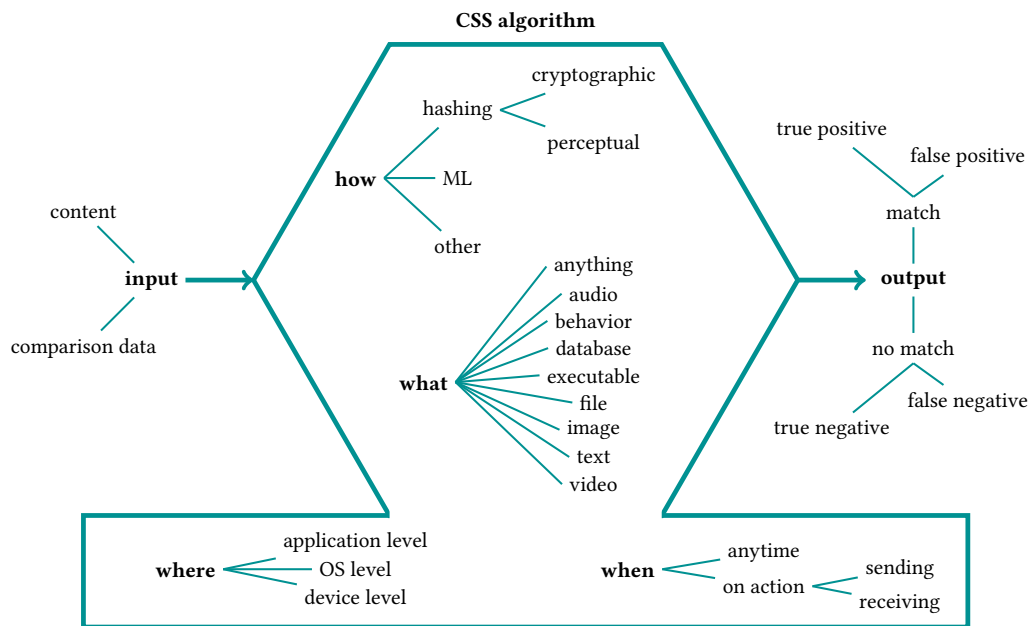 CSS algorithm
cryptographic
hashing
perceptual
how
ML
other
content
input
comparison data
anything
audio
behavior
database
what
executable
file
image
text
video
true positive
false positive
match
output
no match
false negative
true negative
application level
where
OS level
device level
anytime
when
on action
sending
receiving